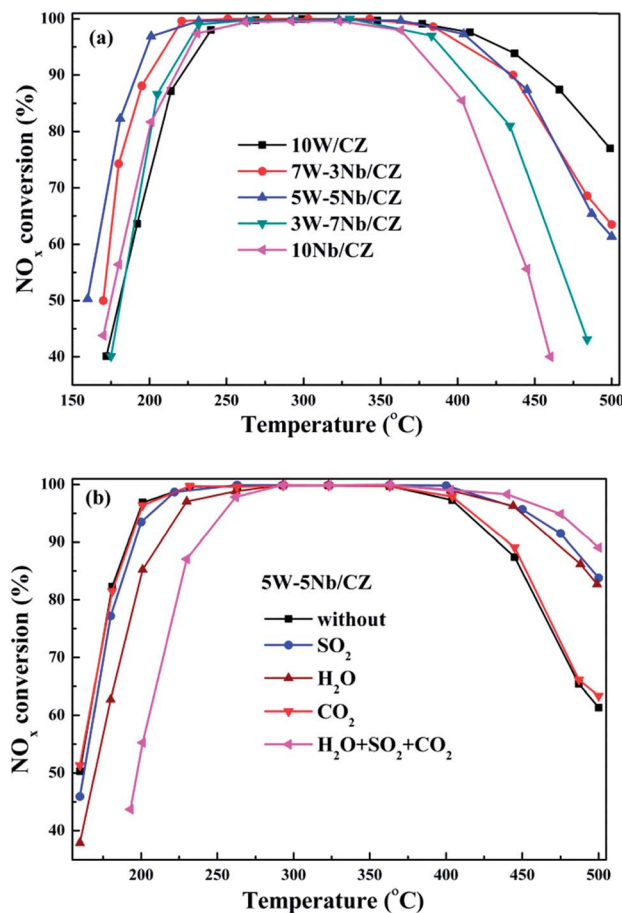 (a)
100
90
80
70
60
50
40
NOx conversion (%)
10W/CZ
7W-3Nb/CZ
5W-5Nb/CZ
3W-7Nb/CZ
10Nb/CZ
150 200 250 300 350 400 450 500
Temperature (°C)
(b)
100
90
80
70
60
50
40
NOx conversion (%)
5W-5Nb/CZ
without
SO₂
H₂O
CO₂
H₂O+SO₂+CO₂
200 250 300 350 400 450 500
Temperature (°C)